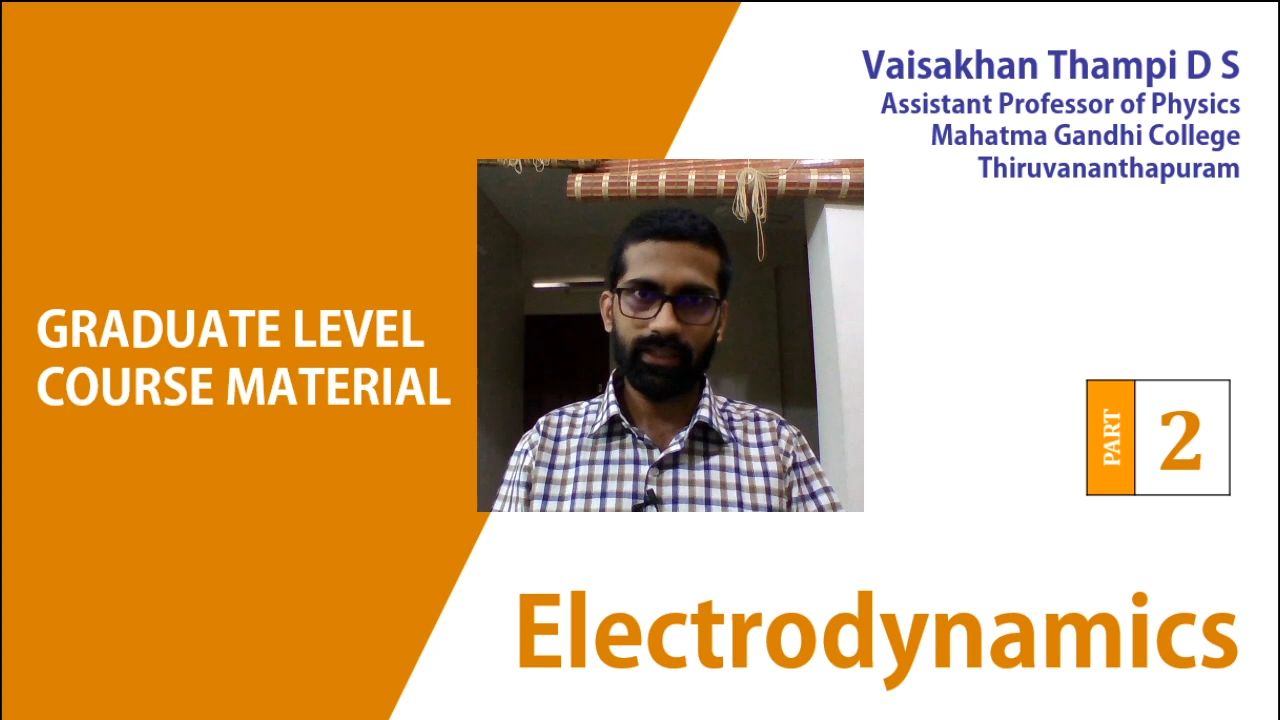 Vaisakhan Thampi D S
Assistant Professor of Physics
Mahatma Gandhi College
Thiruvananthapuram
GRADUATE LEVEL
COURSE MATERIAL
PART
2
Electrodynamics